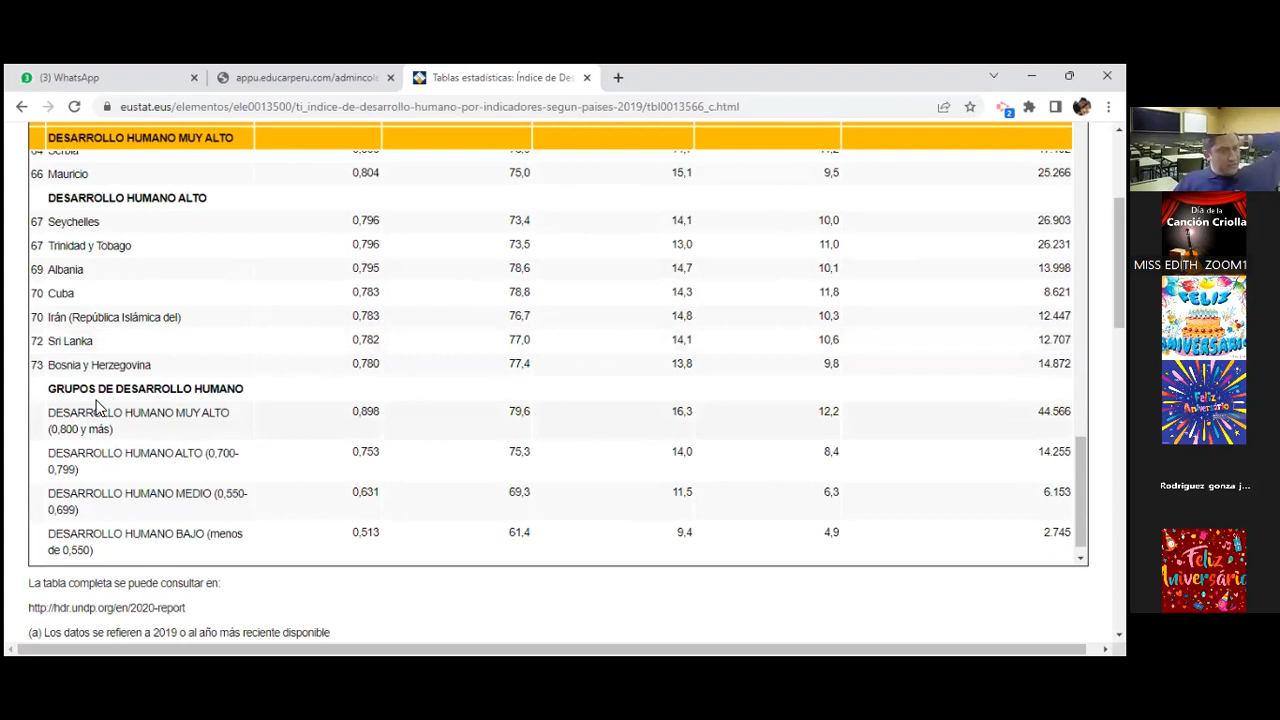 (3) WhatsApp
appu.educarperu.com/admincole
Tablas estadísticas: Índice de Des
eustat.eus/elementos/ele0013500/ti_indice-de-desarrollo-humano-por-indicadores-segun-paises-2019/tbl0013566_c.html
2
DESARROLLO HUMANO MUY ALTO
64 Serbia
66 Mauricio 0,804 75,0 15,1 9,5 25.266
DESARROLLO HUMANO ALTO
67 Seychelles 0,796 73,4 14,1 10,0 26.903
67 Trinidad y Tobago 0,796 73,5 13,0 11,0 26.231
69 Albania 0,795 78,6 14,7 10,1 13.998
70 Cuba 0,783 78,8 14,3 11,8 8.621
70 Irán (República Islámica del) 0,783 76,7 14,8 10,3 12.447
72 Sri Lanka 0,782 77,0 14,1 10,6 12.707
73 Bosnia y Herzegovina 0,780 77,4 13,8 9,8 14.872
GRUPOS DE DESARROLLO HUMANO
DESARROLLO HUMANO MUY ALTO 0,898 79,6 16,3 12,2 44.566
(0,800 y más)
DESARROLLO HUMANO ALTO (0,700- 0,753 75,3 14,0 8,4 14.255
0,799)
DESARROLLO HUMANO MEDIO (0,550- 0,631 69,3 11,5 6,3 6.153
0,699)
DESARROLLO HUMANO BAJO (menos 0,513 61,4 9,4 4,9 2.745
de 0,550)
La tabla completa se puede consultar en:
http://hdr.undp.org/en/2020-report
(a) Los datos se refieren a 2019 o al año más reciente disponible
Día de la
Canción Criolla
MISS EDITH ZOOM1
FELIZ
ANIVERSÁRIO
Feliz
Aniversário
Rodriguez gonza j...
Feliz
Aniversário